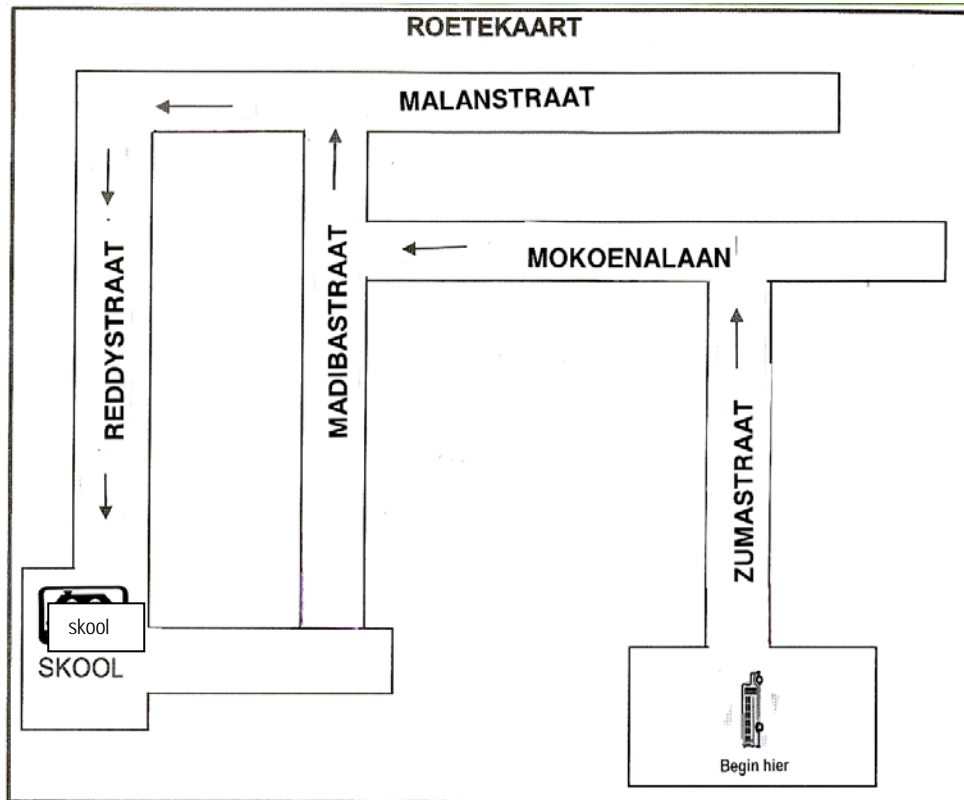 ROETEKAART
MALANSTRAAT
MOKOENALAAN
REDDYSTRAAT
MADIBASTRAAT
ZUMASTRAAT
skool
SKOOL
Begin hier